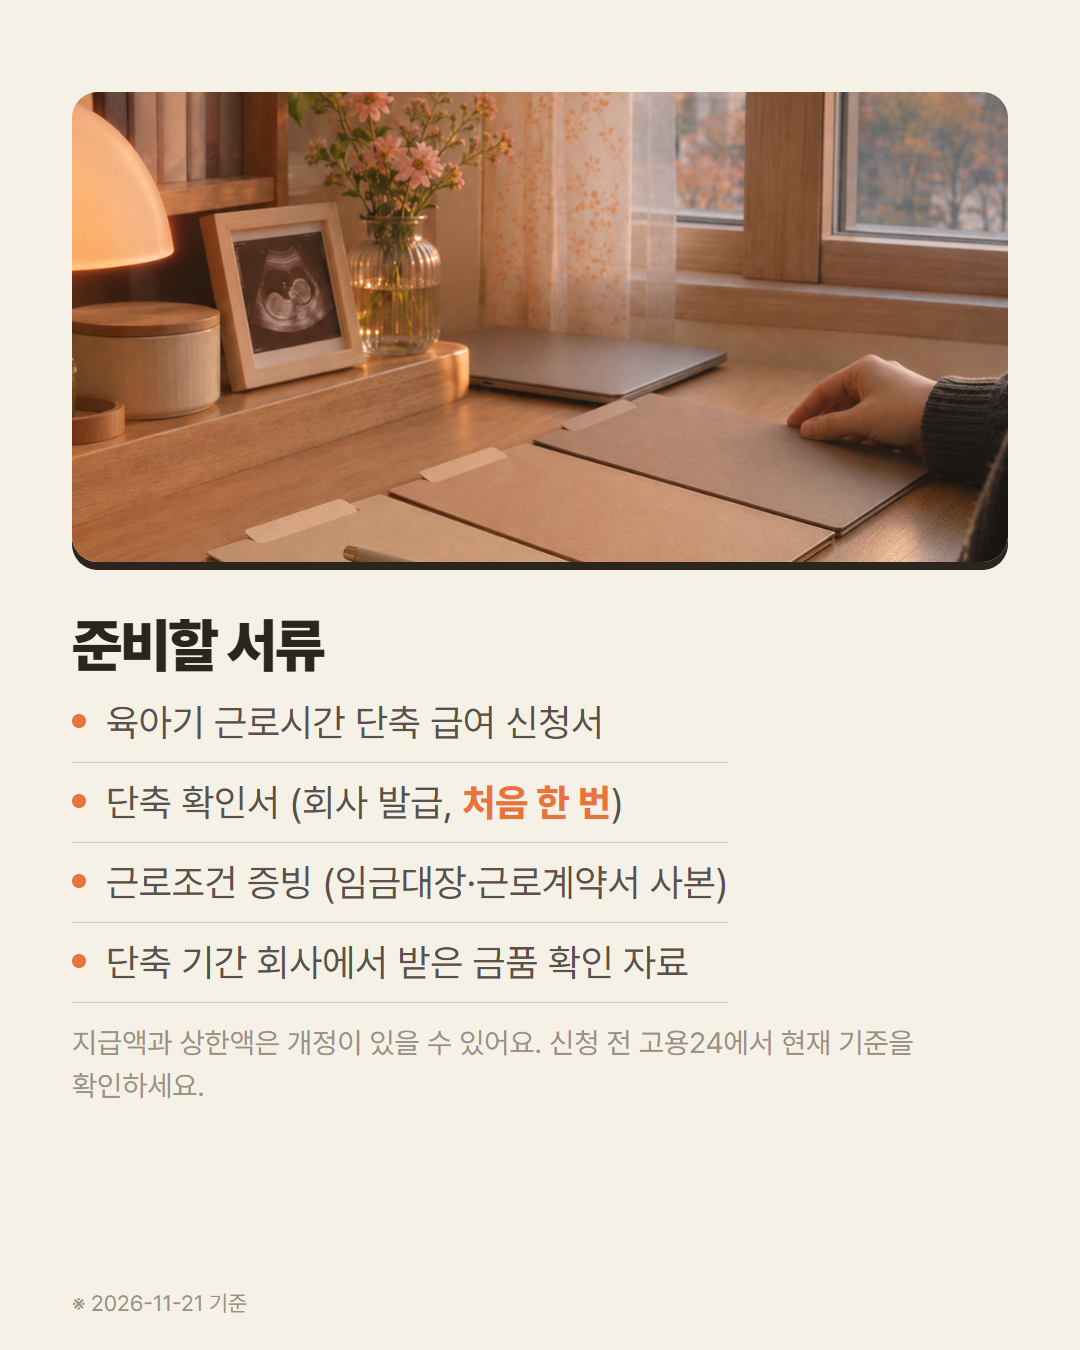 준비할 서류
육아기 근로시간 단축 급여 신청서
단축 확인서 (회사 발급, 처음 한 번)
근로조건 증빙 (임금대장·근로계약서 사본)
단축 기간 회사에서 받은 금품 확인 자료
지급액과 상한액은 개정이 있을 수 있어요. 신청 전 고용24에서 현재 기준을
확인하세요.
※ 2026-11-21 기준